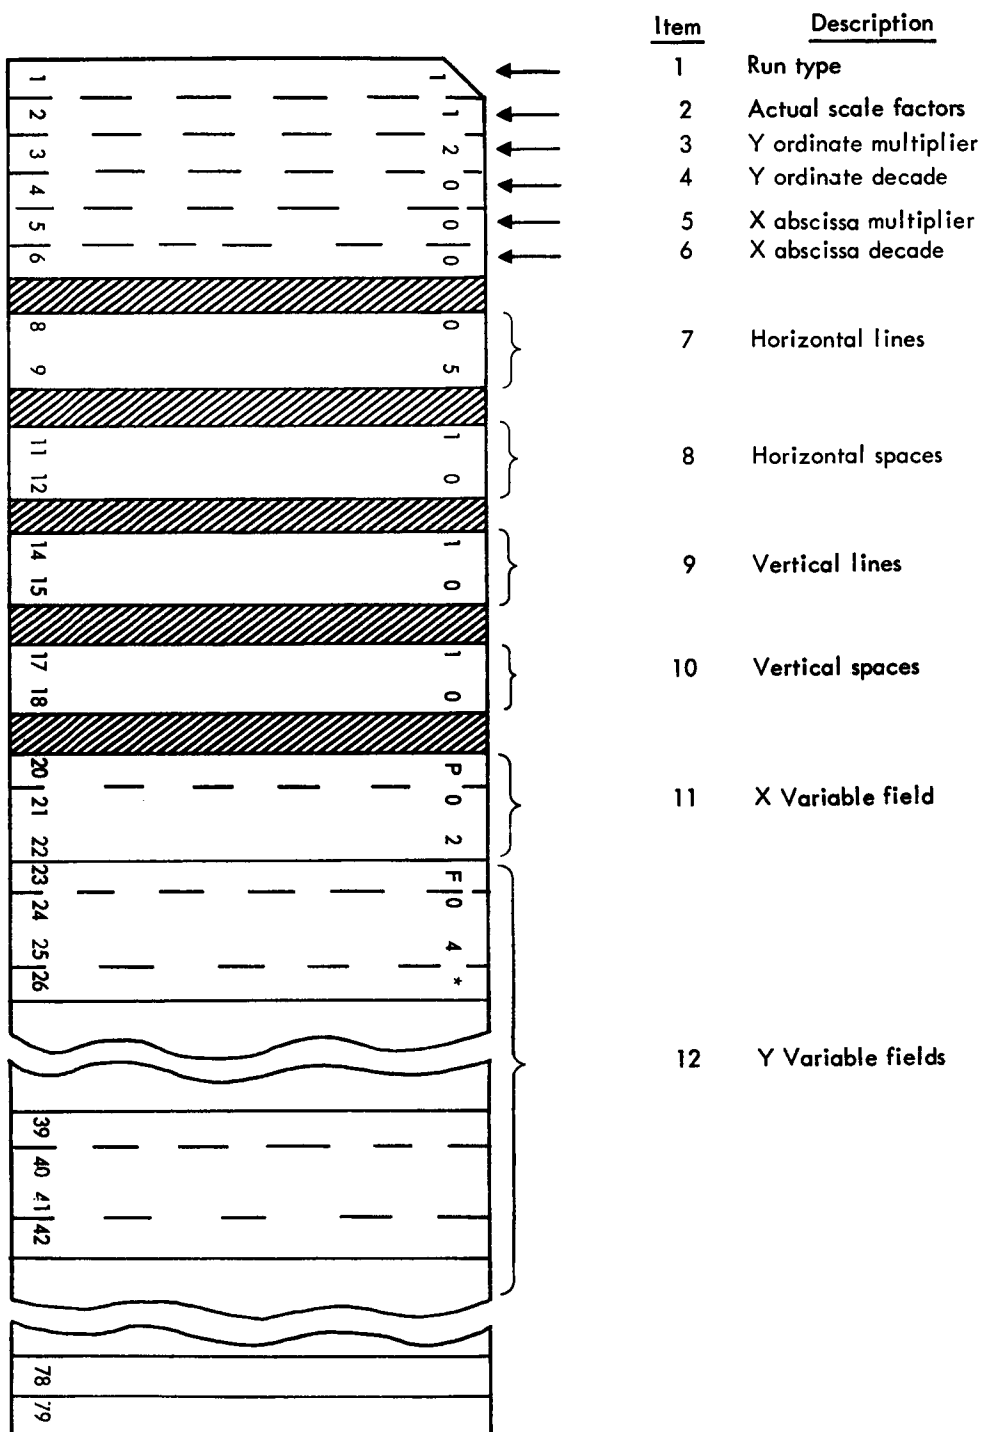 Item Description
1 1 1 Run type
2 1 2 Actual scale factors
3 2 3 Y ordinate multiplier
4 0 4 Y ordinate decade
5 0 5 X abscissa multiplier
6 0 6 X abscissa decade
8 0
7 Horizontal lines
9 5
11 1
8 Horizontal spaces
12 0
14 1
9 Vertical lines
15 0
17 1
10 Vertical spaces
18 0
20 P
21 0 11 X Variable field
22 2
23 F
24 0
25 4
26 *
12 Y Variable fields
39
40
41
42
78
79